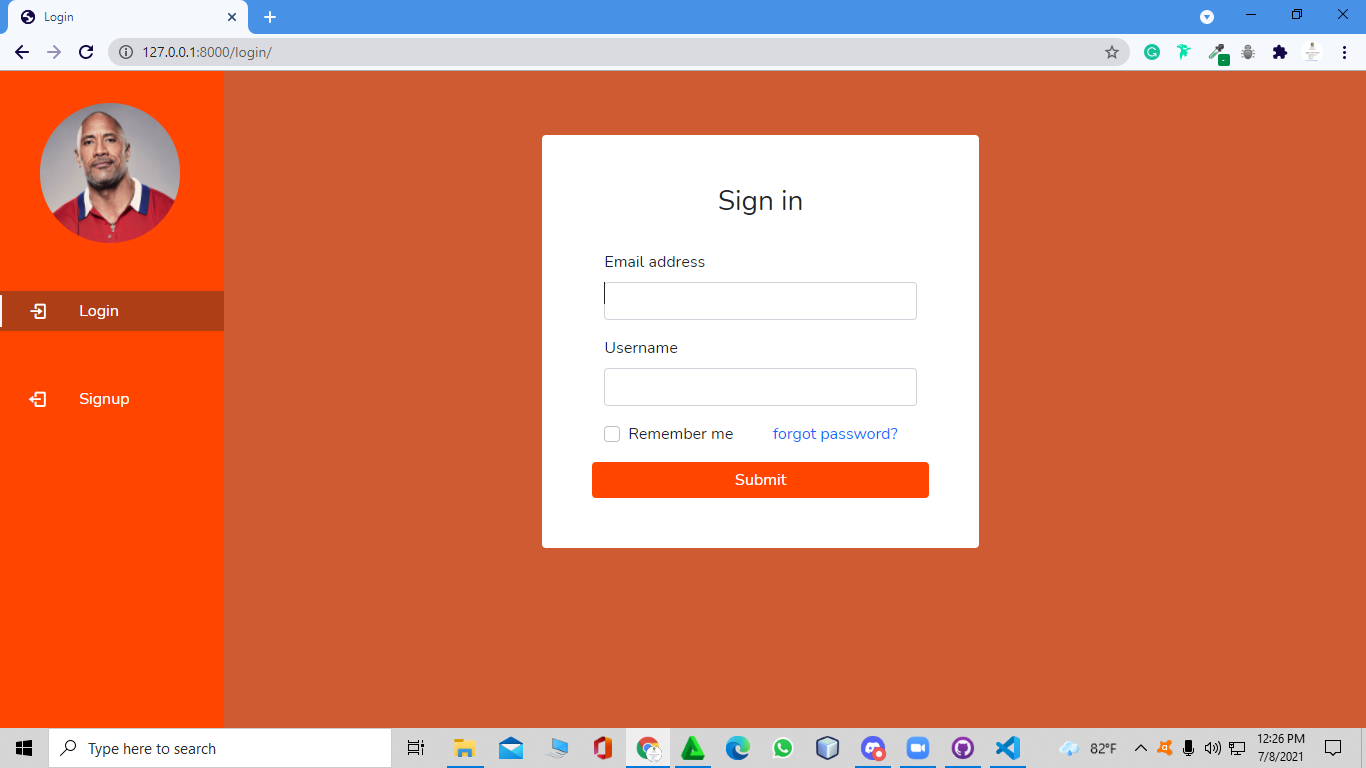 Login
127.0.0.1:8000/login/
Login
Signup
Sign in
Email address
Username
Remember me
forgot password?
Submit
Type here to search
82°F
12:26 PM
7/8/2021